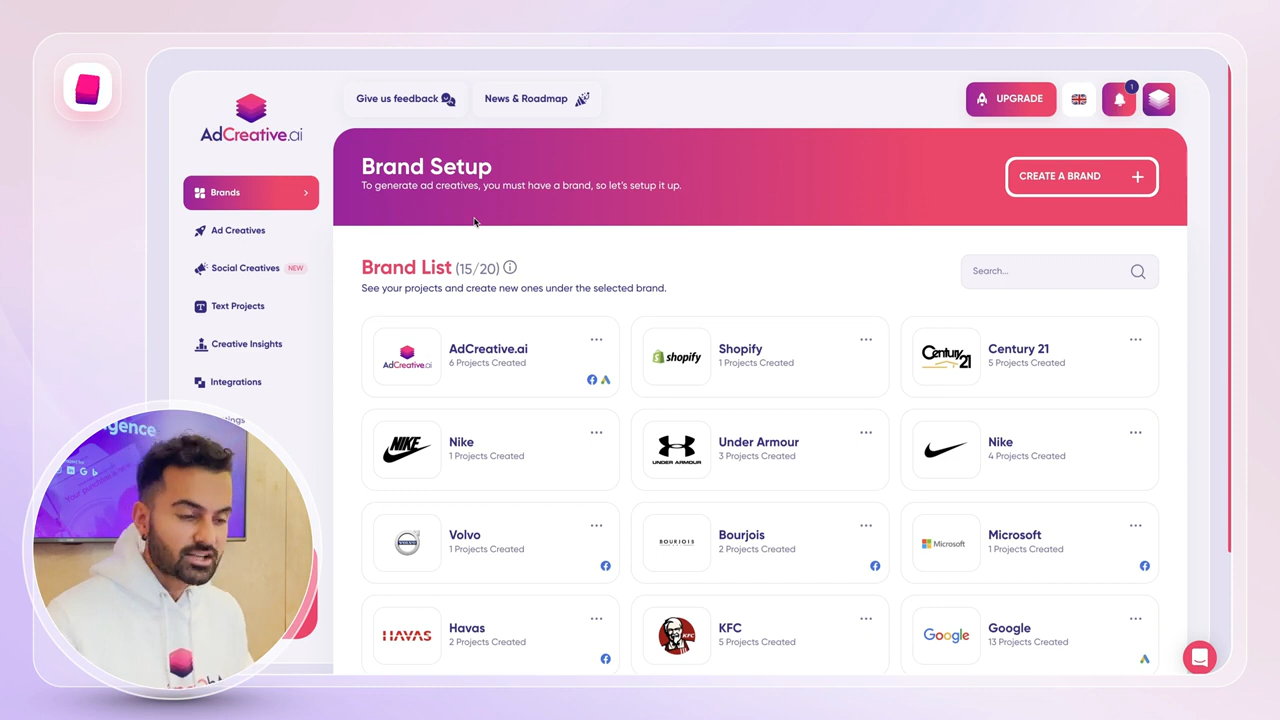 Give us feedback
News & Roadmap
UPGRADE
1
AdCreative.ai
Brands
Ad Creatives
Social Creatives NEW
Text Projects
Creative Insights
Integrations
Brand Setup
To generate ad creatives, you must have a brand, so let's setup it up.
CREATE A BRAND +
Brand List (15/20)
See your projects and create new ones under the selected brand.
Search...
AdCreative.ai
AdCreative.ai
6 Projects Created
shopify
Shopify
1 Projects Created
Century 21
Century 21
5 Projects Created
NIKE
Nike
1 Projects Created
UNDER ARMOUR
Under Armour
3 Projects Created
Nike
4 Projects Created
VOLVO
Volvo
1 Projects Created
BOURJOIS
Bourjois
2 Projects Created
Microsoft
Microsoft
1 Projects Created
HAVAS
Havas
2 Projects Created
KFC
KFC
5 Projects Created
Google
Google
13 Projects Created